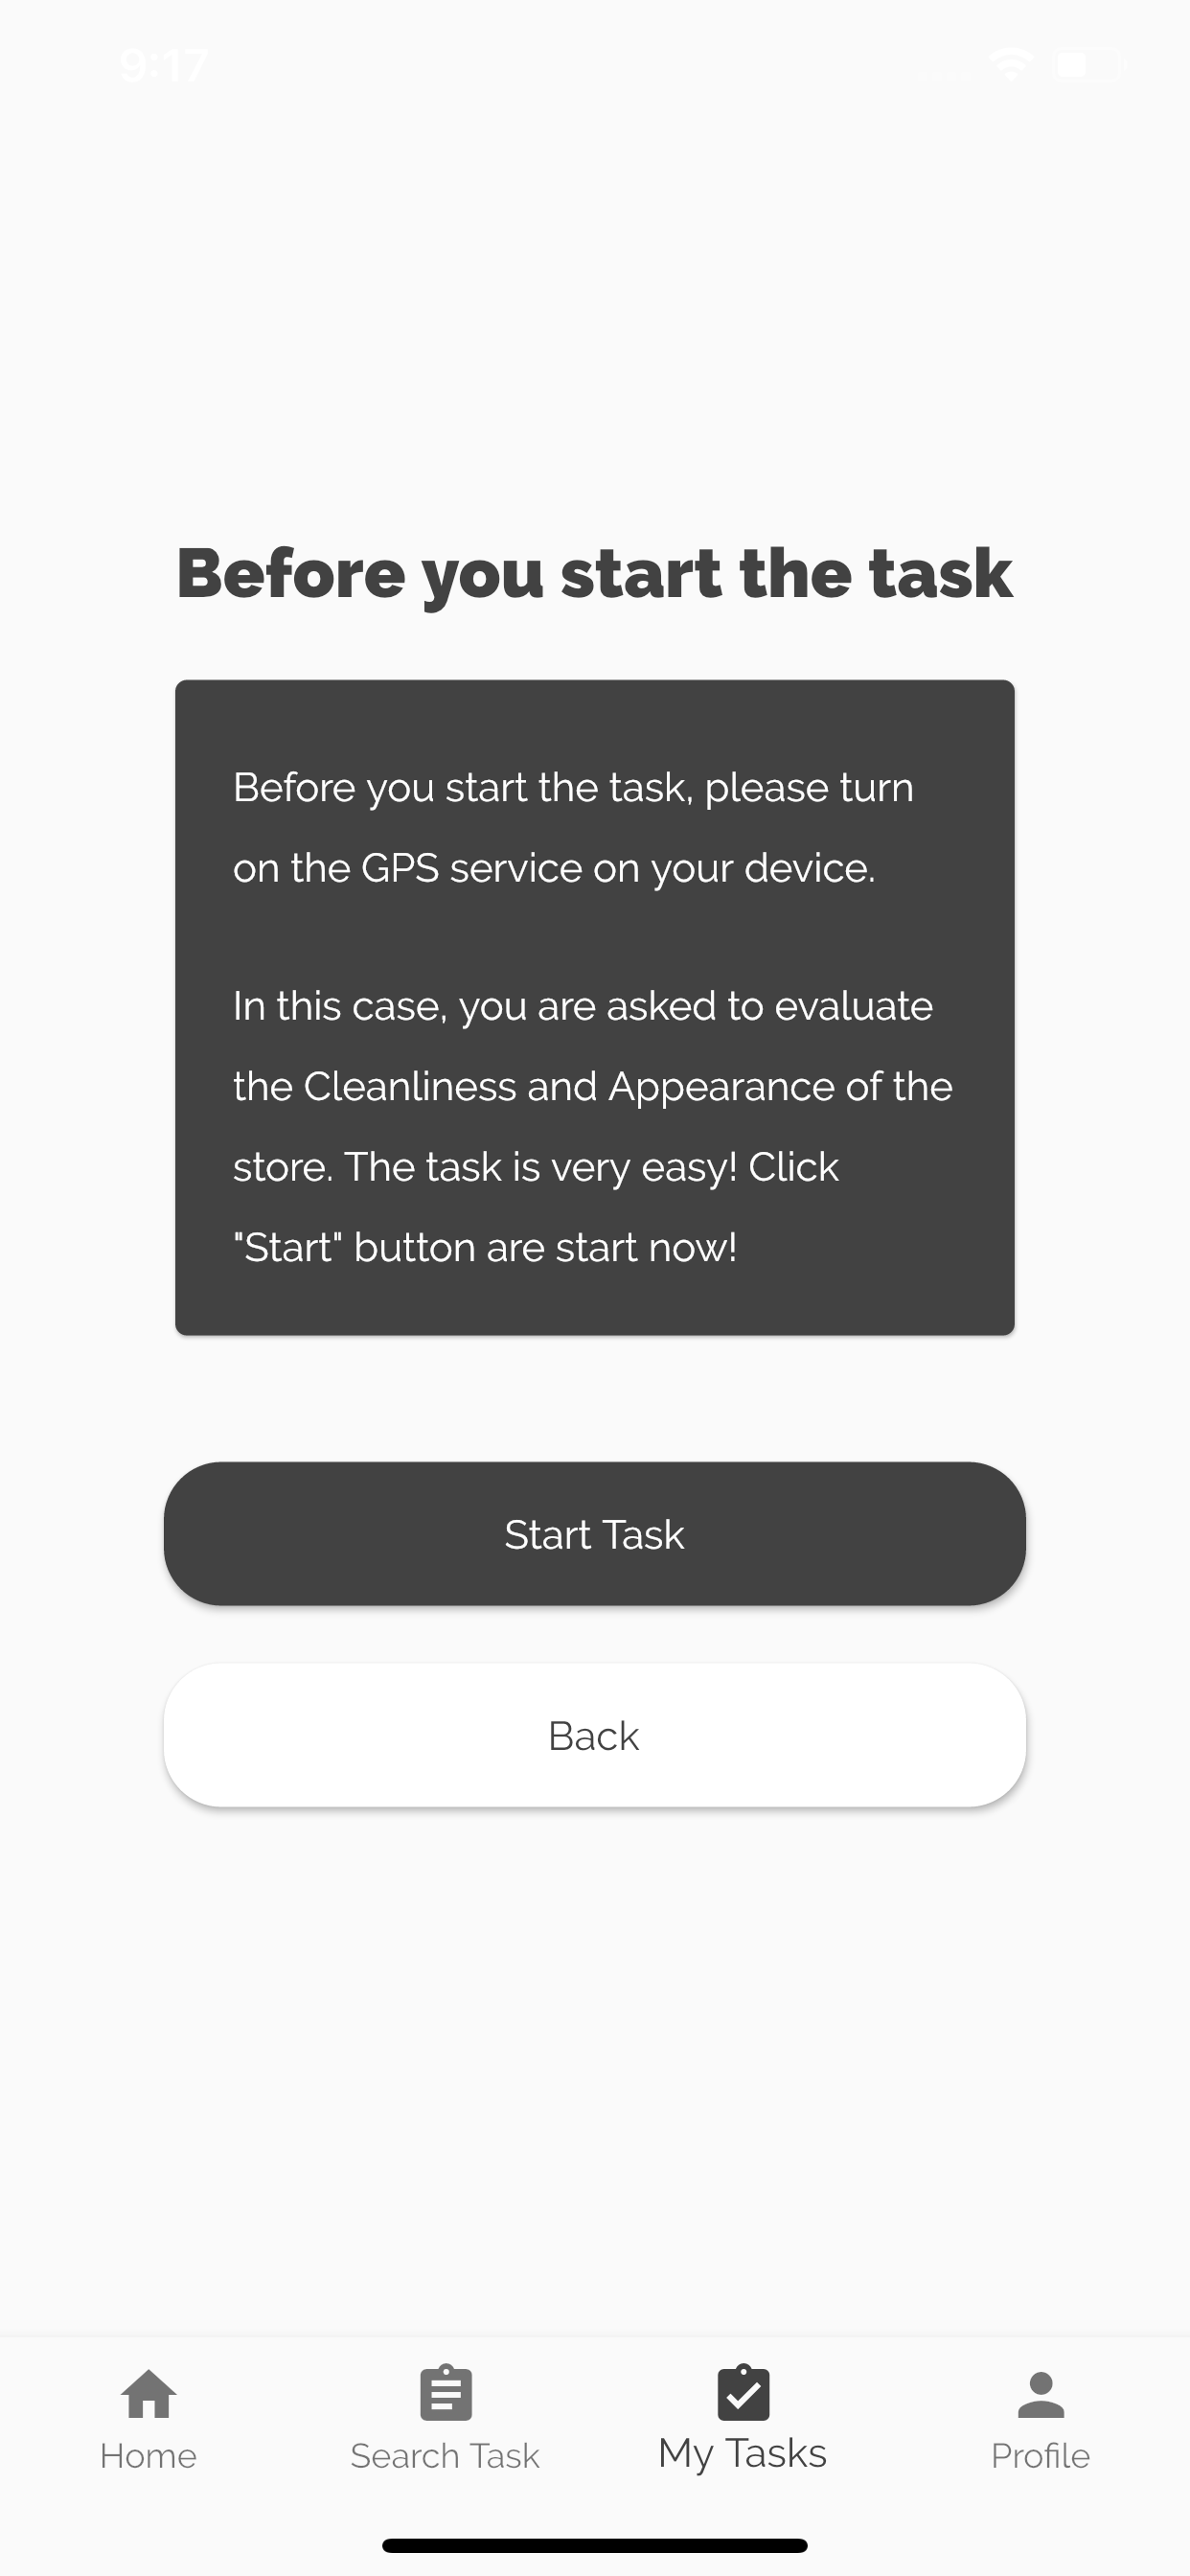 9:17
Before you start the task
Before you start the task, please turn
on the GPS service on your device.
In this case, you are asked to evaluate
the Cleanliness and Appearance of the
store. The task is very easy! Click
"Start" button are start now!
Start Task
Back
Home
Search Task
My Tasks
Profile